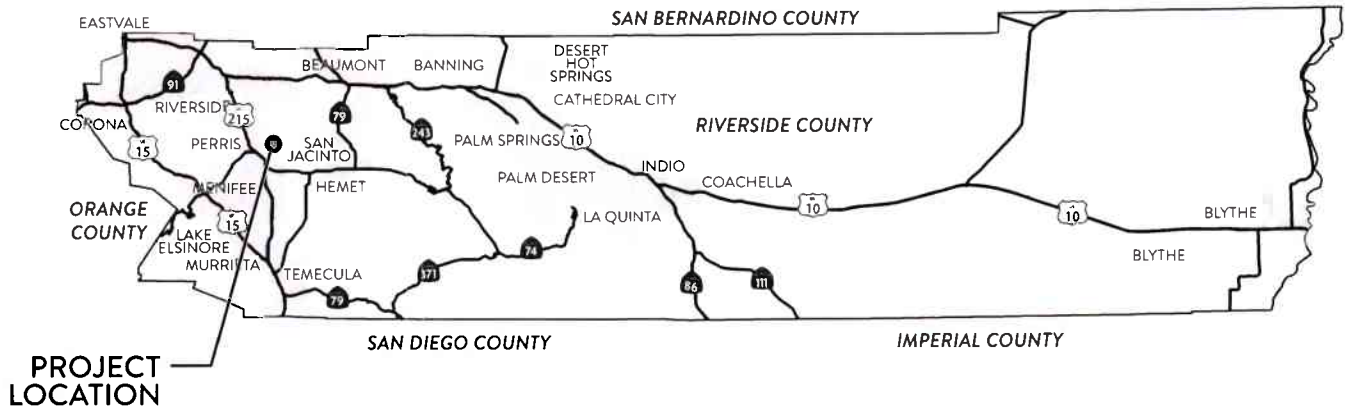 EASTVALE
SAN BERNARDINO COUNTY
BEAUMONT
BANNING
DESERT
HOT
SPRINGS
91
CATHEDRAL CITY
RIVERSIDE
215
79
243
CORONA
15
PERRIS
SAN
JACINTO
PALM SPRINGS
10
RIVERSIDE COUNTY
INDIO
MENIFEE
HEMET
PALM DESERT
COACHELLA
ORANGE
COUNTY
15
LA QUINTA
10
10
BLYTHE
LAKE
ELSINORE
MURRIETA
TEMECULA
371
74
BLYTHE
79
86
111
SAN DIEGO COUNTY
IMPERIAL COUNTY
PROJECT
LOCATION